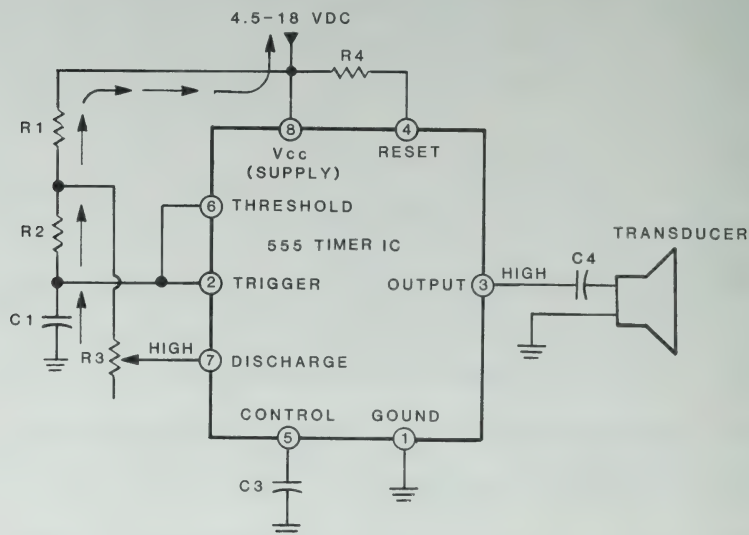 4.5-18 VDC
R4
R1
8
4
Vcc
RESET
(SUPPLY)
6
THRESHOLD
R2
555 TIMER IC
TRANSDUCER
C4
2
TRIGGER
OUTPUT
3
HIGH
C1
R3
HIGH
7
DISCHARGE
CONTROL
GOUND
5
1
C3